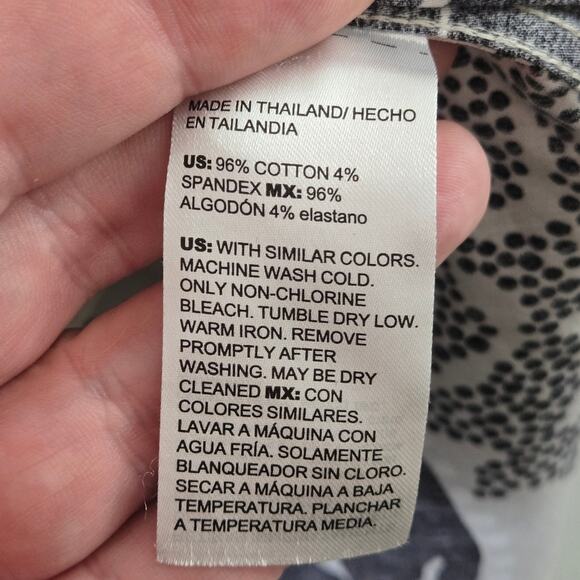 MADE IN THAILAND/ HECHO
EN TAILANDIA
US: 96% COTTON 4%
SPANDEX MX: 96%
ALGODÓN 4% elastano
US: WITH SIMILAR COLORS.
MACHINE WASH COLD.
ONLY NON-CHLORINE
BLEACH. TUMBLE DRY LOW.
WARM IRON. REMOVE
PROMPTLY AFTER
WASHING. MAY BE DRY
CLEANED MX: CON
COLORES SIMILARES.
LAVAR A MÁQUINA CON
AGUA FRÍA. SOLAMENTE
BLANQUEADOR SIN CLORO.
SECAR A MÁQUINA A BAJA
TEMPERATURA. PLANCHAR
A TEMPERATURA MEDIA.